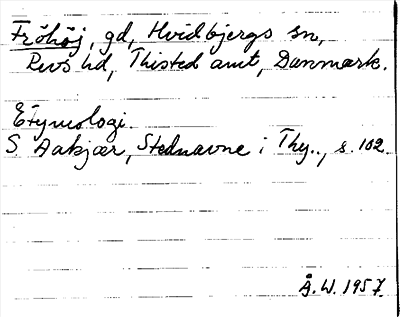 Fröhöj, gd, Hvidbjergs sn,
Revs hd, Thisted amt, Danmark.
Etymologi.
S. Aakjær, Stednavne i Thy.., s. 102.
Å.W. 1957.